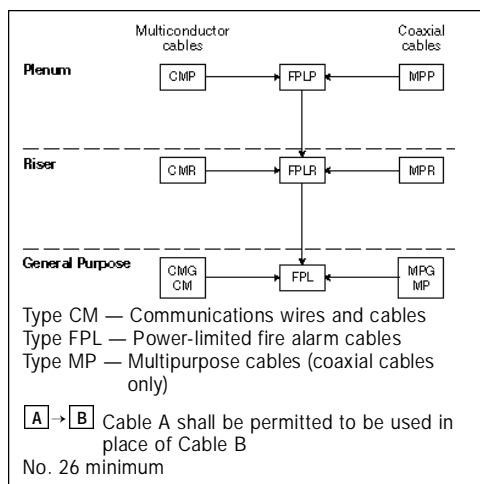 Multiconductor
cables
Coaxial
cables
Plenum
CMP
FPLP
MPP
Riser
CMR
FPLR
MPR
General Purpose
CMG
CM
FPL
MPG
MP
Type CM — Communications wires and cables
Type FPL — Power-limited fire alarm cables
Type MP — Multipurpose cables (coaxial cables
only)
A → B Cable A shall be permitted to be used in
place of Cable B
No. 26 minimum